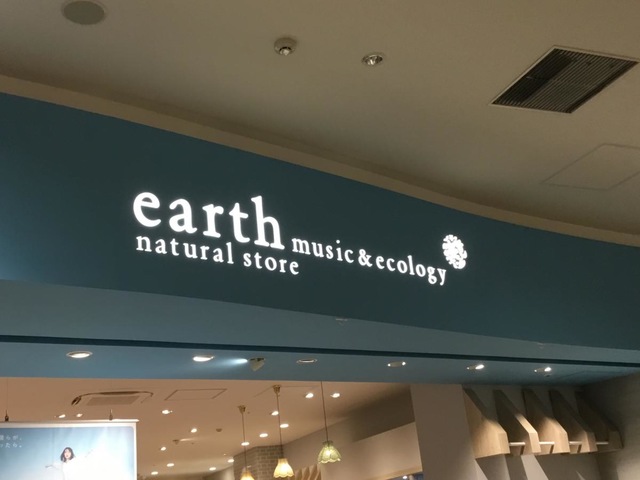 earth music & ecology
natural store